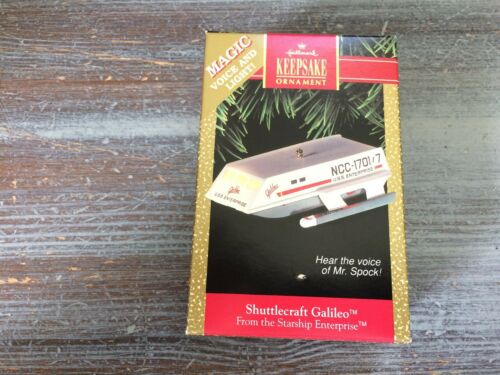 MAGIC
VOICE AND
LIGHT!
Hallmark
KEEPSAKE
ORNAMENT
NCC-1701/7
U.S.S. ENTERPRISE
Galileo
Galileo
U.S.S. ENTERPRISE
Hear the voice
of Mr. Spock!
Shuttlecraft Galileo™
From the Starship Enterprise™